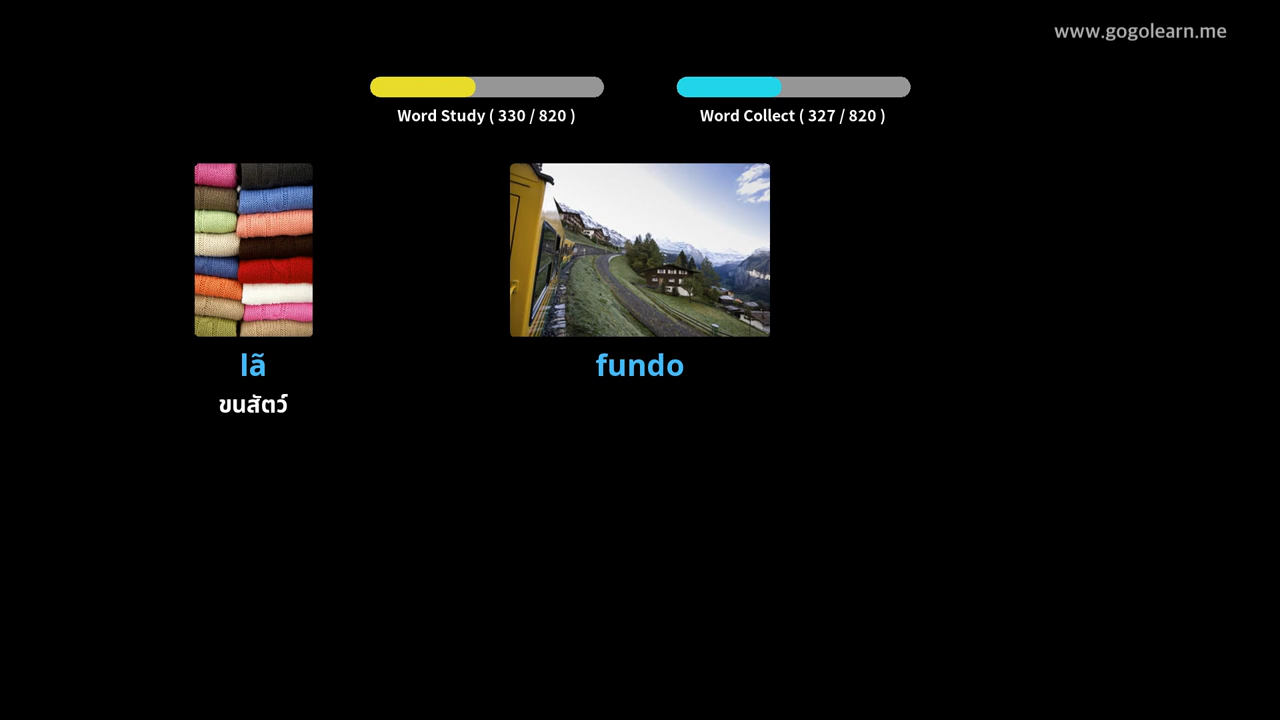 www.gogolearn.me
Word Study ( 330 / 820 )
Word Collect ( 327 / 820 )
lã
fundo
ขนสัตว์